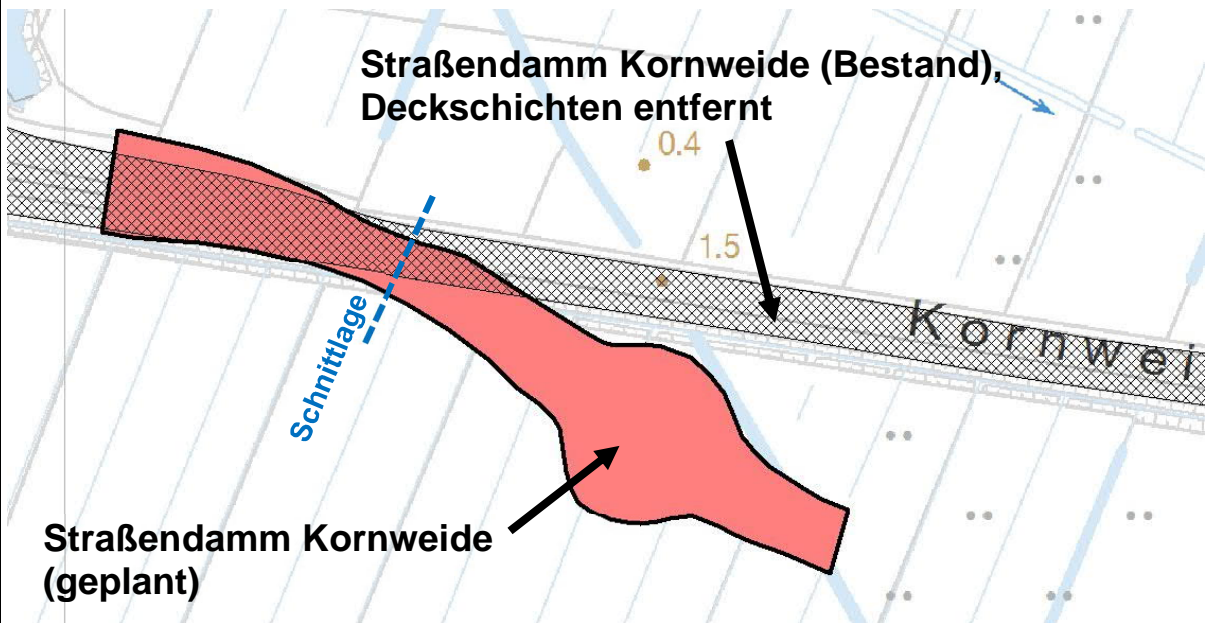 Straßendamm Kornweide (Bestand),
Deckschichten entfernt
0.4
1.5
Kornwei
Schnittlage
Straßendamm Kornweide
(geplant)